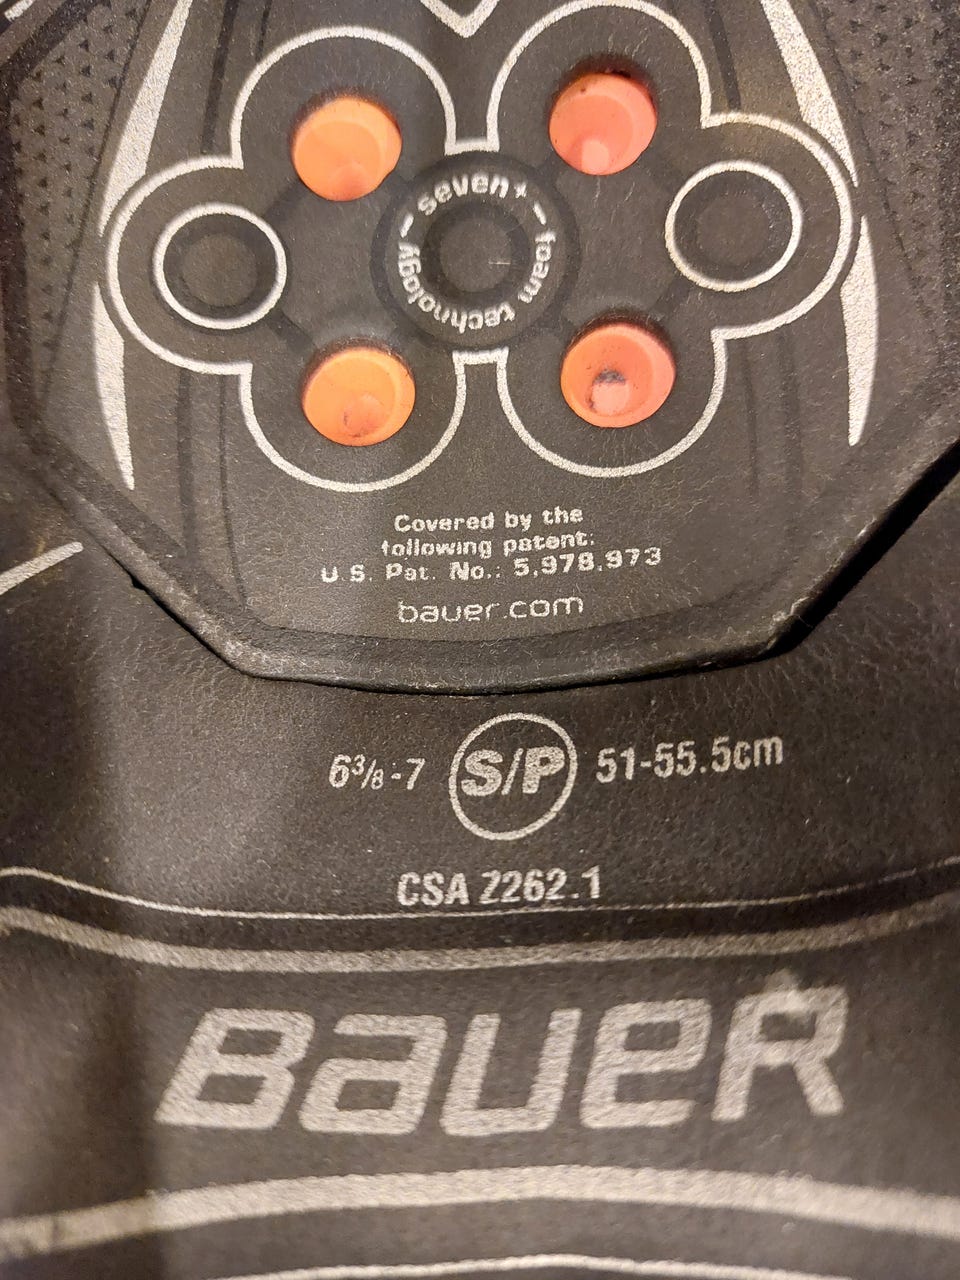 seven+
foam technology
Covered by the
following patent:
U.S. Pat. No.: 5,978,973
bauer.com
6 3/8 - 7 S/P 51-55.5cm
CSA Z262.1
BAUER